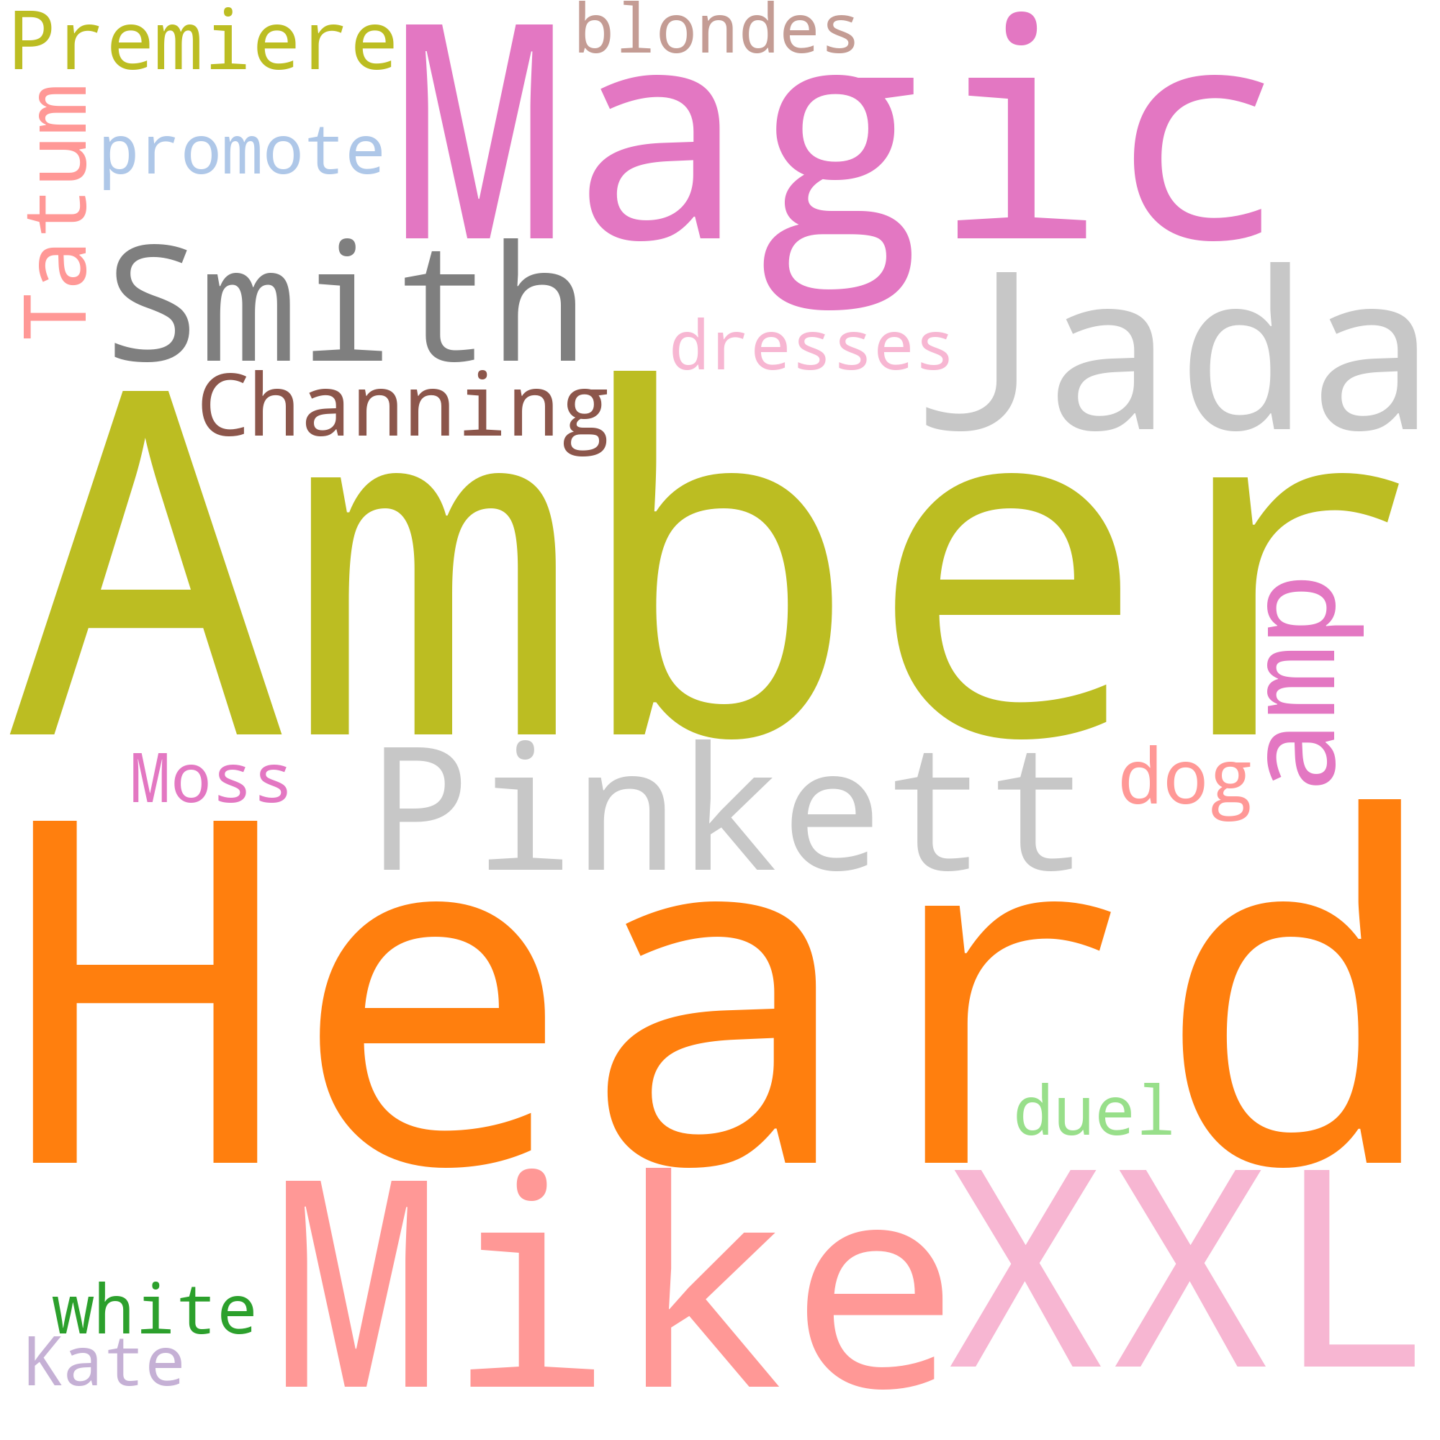 Premiere
blondes
Magic
Tatum
promote
Smith
Jada
dresses
Channing
Amber
amp
Moss
Pinkett
dog
Heard
duel
Mike
XXL
white
Kate